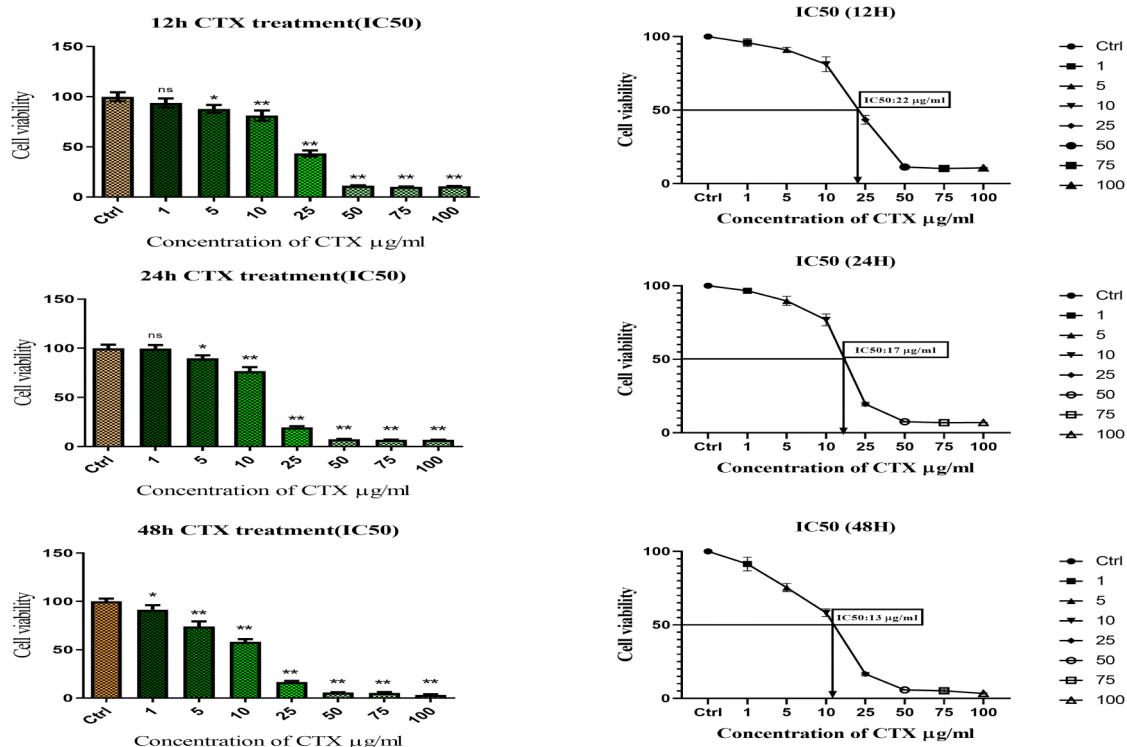 12h CTX treatment(IC50)
150
100
50
0
Cell viability
ns
*
**
**
**
**
**
Ctrl
1
5
10
25
50
75
100
Concentration of CTX μg/ml
IC50 (12H)
100
50
0
Cell viability
IC50:22 μg/ml
Ctrl 1 5 10 25 50 75 100
Concentration of CTX μg/ml
Ctrl
1
5
10
25
50
75
100
24h CTX treatment(IC50)
150
100
50
0
Cell viability
ns
*
**
**
**
**
**
Ctrl
1
5
10
25
50
75
100
Concentration of CTX μg/ml
IC50 (24H)
100
50
0
Cell viability
IC50:17 μg/ml
Ctrl 1 5 10 25 50 75 100
Concentration of CTX μg/ml
Ctrl
1
5
10
25
50
75
100
48h CTX treatment(IC50)
150
100
50
0
Cell viability
*
**
**
**
**
**
**
Ctrl
1
5
10
25
50
75
100
Concentration of CTX μg/ml
IC50 (48H)
100
50
0
Cell viability
IC50:13 μg/ml
Ctrl 1 5 10 25 50 75 100
Concentration of CTX μg/ml
Ctrl
1
5
10
25
50
75
100